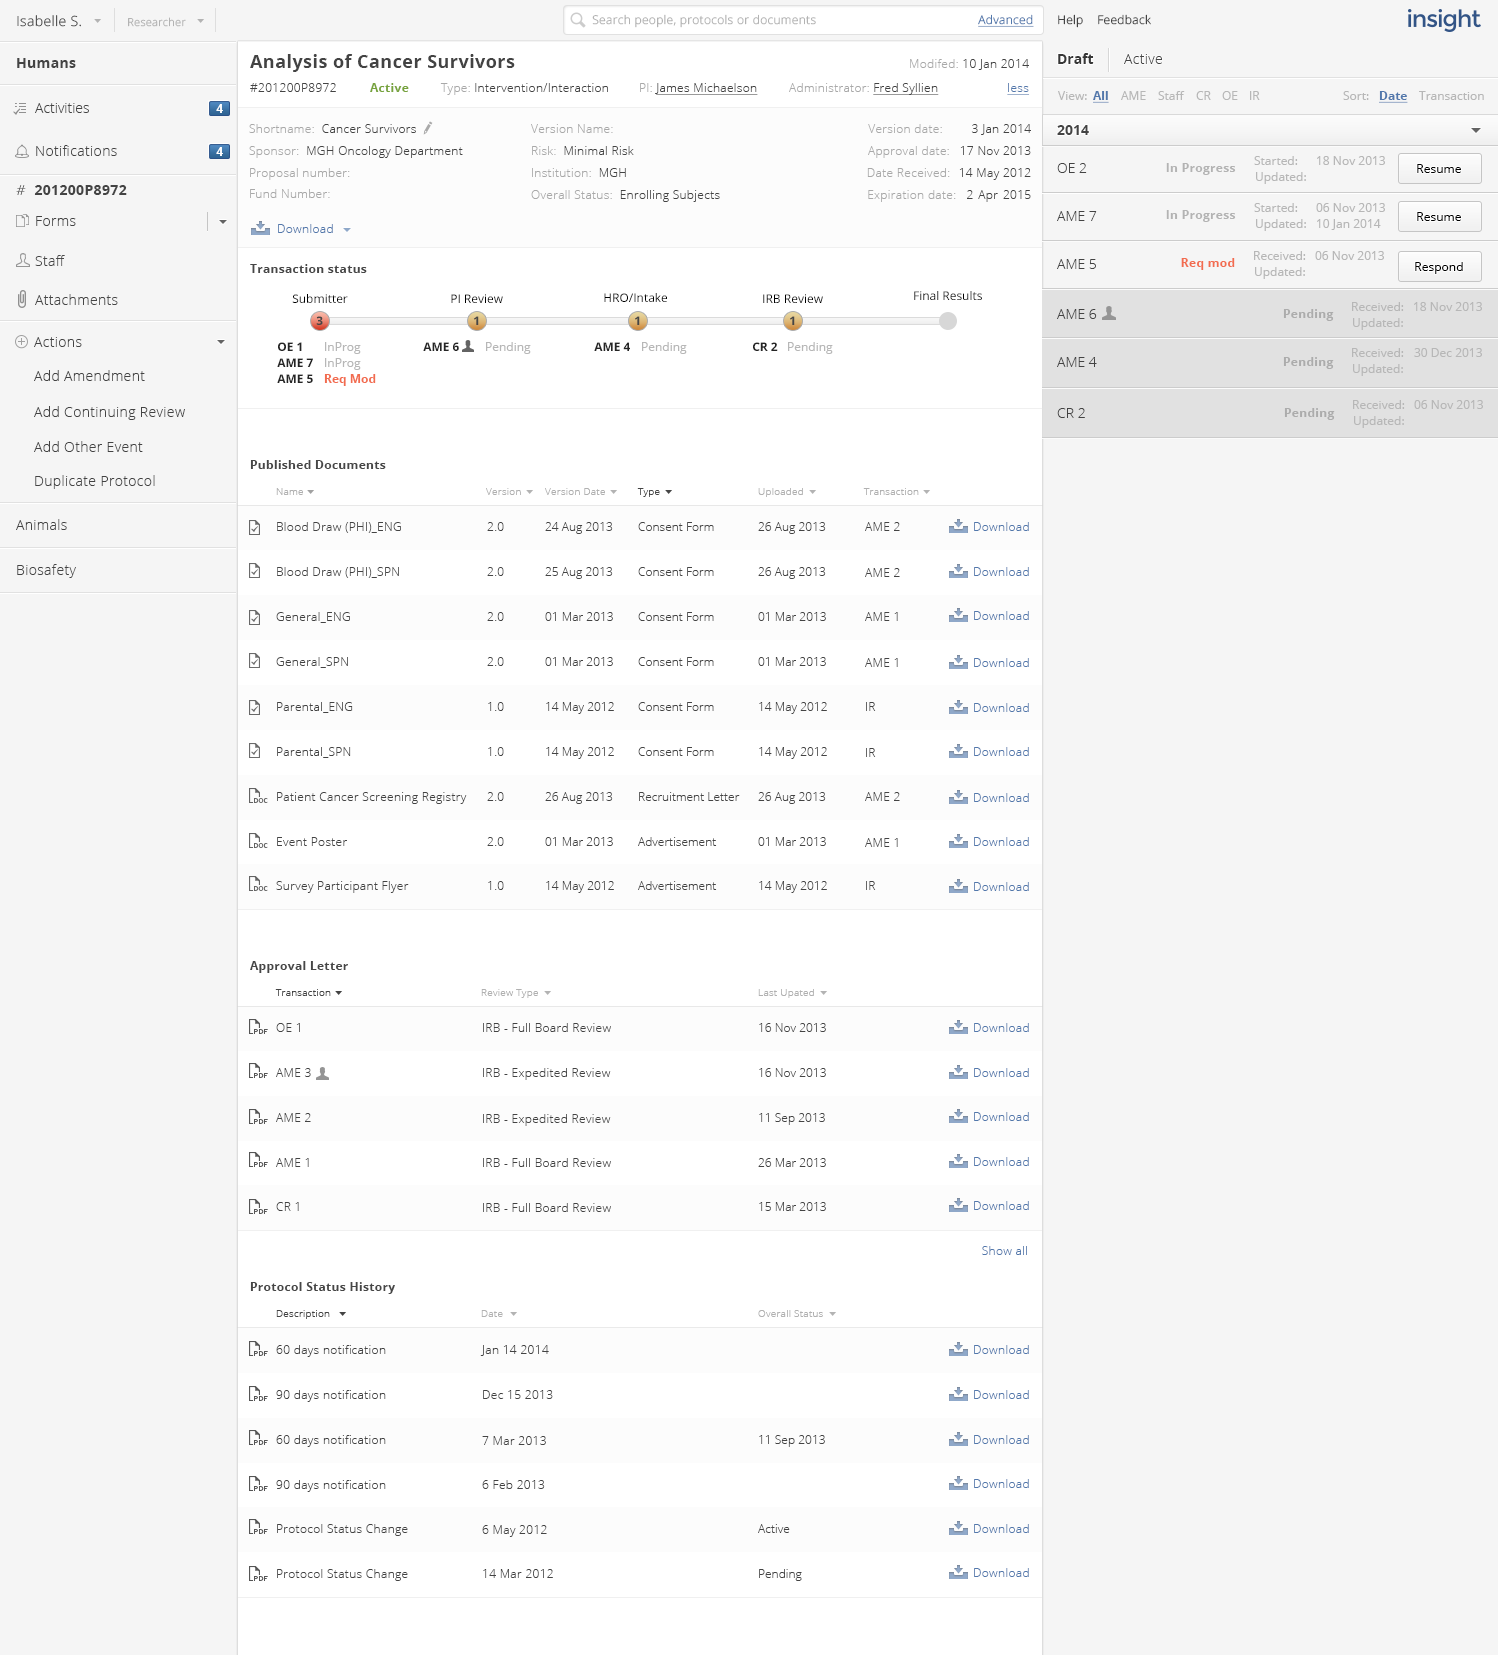 Isabelle S. Researcher Search people, protocols or documents Advanced Help Feedback insight
Humans
Activities 4
Notifications 4
# 201200P8972
Forms
Staff
Attachments
Actions
Add Amendment
Add Continuing Review
Add Other Event
Duplicate Protocol
Animals
Biosafety
Analysis of Cancer Survivors Modifed: 10 Jan 2014
#201200P8972 Active Type: Intervention/Interaction PI: James Michaelson Administrator: Fred Syllien less
Shortname: Cancer Survivors Version Name: Version date: 3 Jan 2014
Sponsor: MGH Oncology Department Risk: Minimal Risk Approval date: 17 Nov 2013
Proposal number: Institution: MGH Date Received: 14 May 2012
Fund Number: Overall Status: Enrolling Subjects Expiration date: 2 Apr 2015
Download
Transaction status
Submitter PI Review HRO/Intake IRB Review Final Results
3 1 1 1
OE 1 InProg AME 6 Pending AME 4 Pending CR 2 Pending
AME 7 InProg
AME 5 Req Mod
Published Documents
Name Version Version Date Type Uploaded Transaction
Blood Draw (PHI)_ENG 2.0 24 Aug 2013 Consent Form 26 Aug 2013 AME 2 Download
Blood Draw (PHI)_SPN 2.0 25 Aug 2013 Consent Form 26 Aug 2013 AME 2 Download
General_ENG 2.0 01 Mar 2013 Consent Form 01 Mar 2013 AME 1 Download
General_SPN 2.0 01 Mar 2013 Consent Form 01 Mar 2013 AME 1 Download
Parental_ENG 1.0 14 May 2012 Consent Form 14 May 2012 IR Download
Parental_SPN 1.0 14 May 2012 Consent Form 14 May 2012 IR Download
.DOC Patient Cancer Screening Registry 2.0 26 Aug 2013 Recruitment Letter 26 Aug 2013 AME 2 Download
.DOC Event Poster 2.0 01 Mar 2013 Advertisement 01 Mar 2013 AME 1 Download
.DOC Survey Participant Flyer 1.0 14 May 2012 Advertisement 14 May 2012 IR Download
Approval Letter
Transaction Review Type Last Upated
.PDF OE 1 IRB - Full Board Review 16 Nov 2013 Download
.PDF AME 3 IRB - Expedited Review 16 Nov 2013 Download
.PDF AME 2 IRB - Expedited Review 11 Sep 2013 Download
.PDF AME 1 IRB - Full Board Review 26 Mar 2013 Download
.PDF CR 1 IRB - Full Board Review 15 Mar 2013 Download
Show all
Protocol Status History
Description Date Overall Status
.PDF 60 days notification Jan 14 2014 Download
.PDF 90 days notification Dec 15 2013 Download
.PDF 60 days notification 7 Mar 2013 11 Sep 2013 Download
.PDF 90 days notification 6 Feb 2013 Download
.PDF Protocol Status Change 6 May 2012 Active Download
.PDF Protocol Status Change 14 Mar 2012 Pending Download
Draft Active
View: All AME Staff CR OE IR Sort: Date Transaction
2014
OE 2 In Progress Started: 18 Nov 2013 Resume
Updated:
AME 7 In Progress Started: 06 Nov 2013 Resume
Updated: 10 Jan 2014
AME 5 Req mod Received: 06 Nov 2013 Respond
Updated:
AME 6 Pending Received: 18 Nov 2013
Updated:
AME 4 Pending Received: 30 Dec 2013
Updated:
CR 2 Pending Received: 06 Nov 2013
Updated: